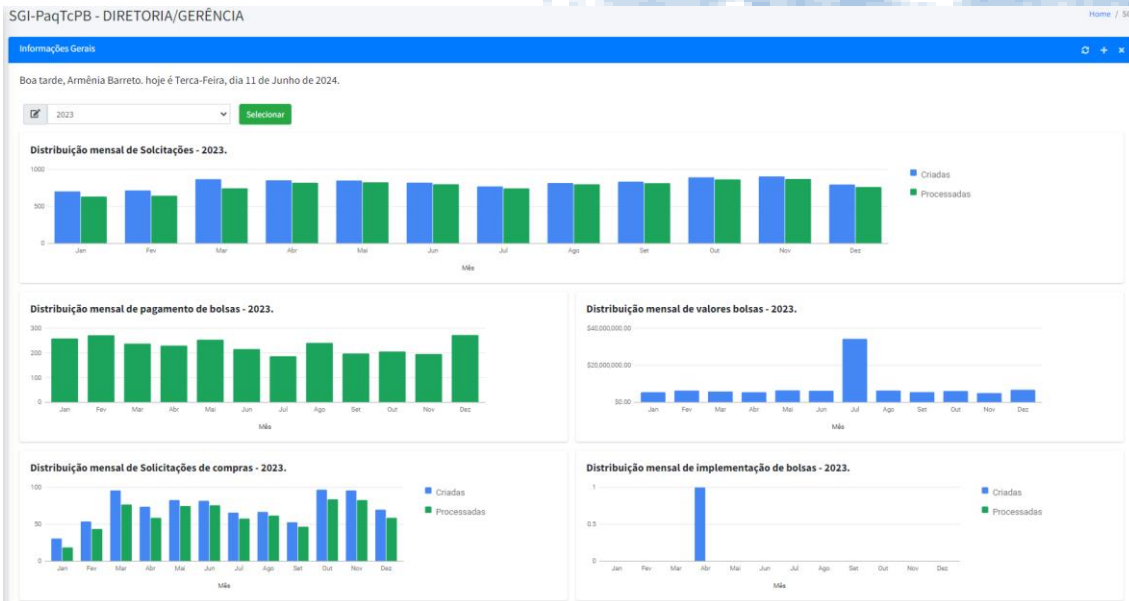 SGI-PaqTcPB - DIRETORIA/GERÊNCIA
Home / SG
Informações Gerais
Boa tarde, Armênia Barreto. hoje é Terca-Feira, dia 11 de Junho de 2024.
2023
Selecionar
Distribuição mensal de Solcitações - 2023.
1000
500
0
Jan Fev Mar Abr Mai Jun Jul Ago Set Out Nov Dez
Mês
Criadas
Processadas
Distribuição mensal de pagamento de bolsas - 2023.
300
200
100
0
Jan Fev Mar Abr Mai Jun Jul Ago Set Out Nov Dez
Mês
Distribuição mensal de valores bolsas - 2023.
$40,000,000.00
$20,000,000.00
$0.00
Jan Fev Mar Abr Mai Jun Jul Ago Set Out Nov Dez
Mês
Distribuição mensal de Solicitações de compras - 2023.
100
50
0
Jan Fev Mar Abr Mai Jun Jul Ago Set Out Nov Dez
Mês
Criadas
Processadas
Distribuição mensal de implementação de bolsas - 2023.
1
0.5
0
Jan Fev Mar Abr Mai Jun Jul Ago Set Out Nov Dez
Mês
Criadas
Processadas